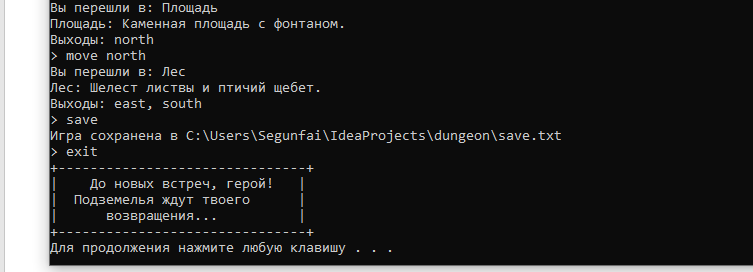 Вы перешли в: Площадь
Площадь: Каменная площадь с фонтаном.
Выходы: north
> move north
Вы перешли в: Лес
Лес: Шелест листвы и птичий щебет.
Выходы: east, south
> save
Игра сохранена в C:\Users\Segunfai\IdeaProjects\dungeon\save.txt
> exit
+-------------------------------+
|    До новых встреч, герой!   |
|  Подземелья ждут твоего      |
|      возвращения...          |
+-------------------------------+
Для продолжения нажмите любую клавишу . . .